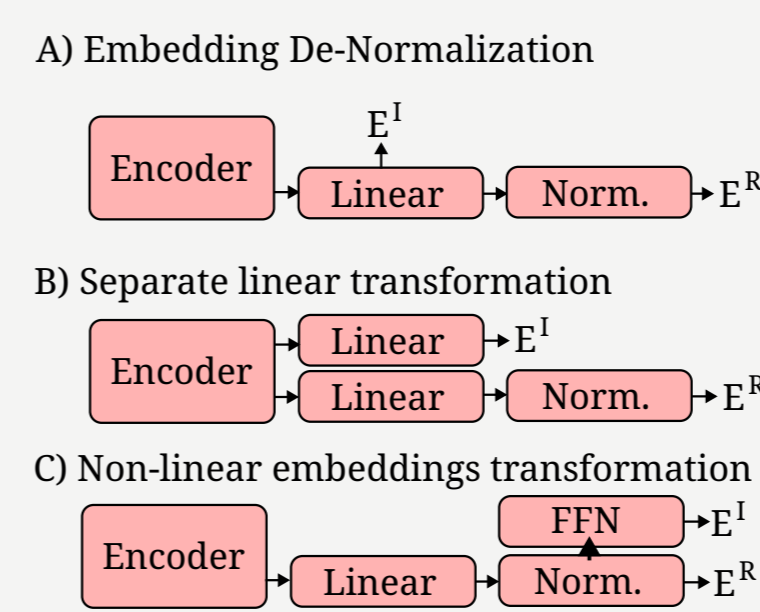 A) Embedding De-Normalization
E^I
Encoder
Linear
Norm.
E^R
B) Separate linear transformation
Linear
E^I
Encoder
Linear
Norm.
E^R
C) Non-linear embeddings transformation
FFN
E^I
Encoder
Linear
Norm.
E^R